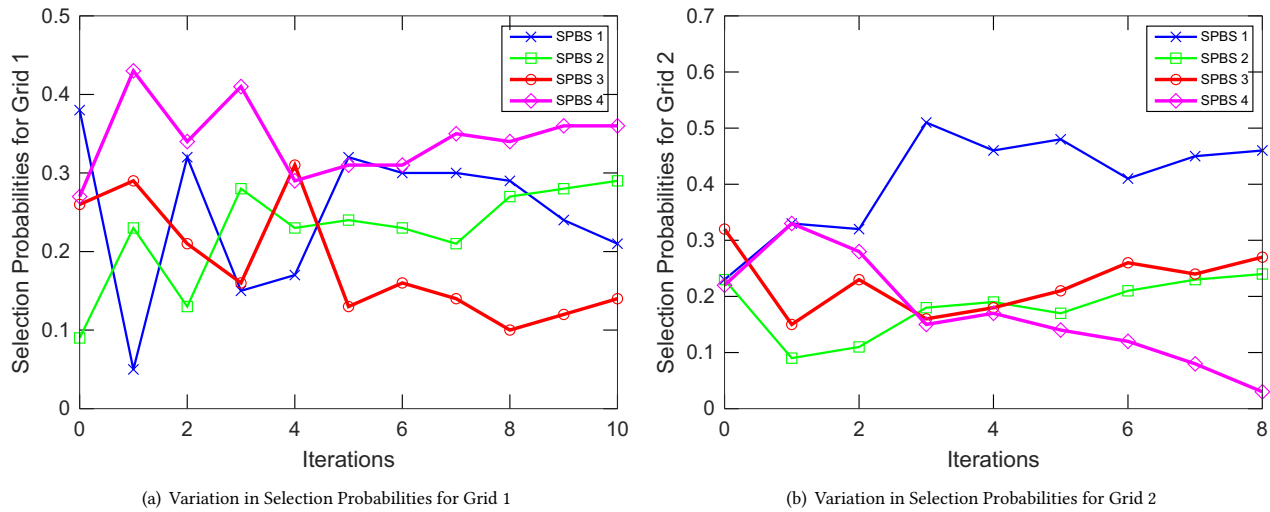 0.5
0.4
0.3
0.2
0.1
0
0
2
4
6
8
10
Selection Probabilities for Grid 1
Iterations
SPBS 1
SPBS 2
SPBS 3
SPBS 4
(a) Variation in Selection Probabilities for Grid 1
0.7
0.6
0.5
0.4
0.3
0.2
0.1
0
0
2
4
6
8
Selection Probabilities for Grid 2
Iterations
SPBS 1
SPBS 2
SPBS 3
SPBS 4
(b) Variation in Selection Probabilities for Grid 2